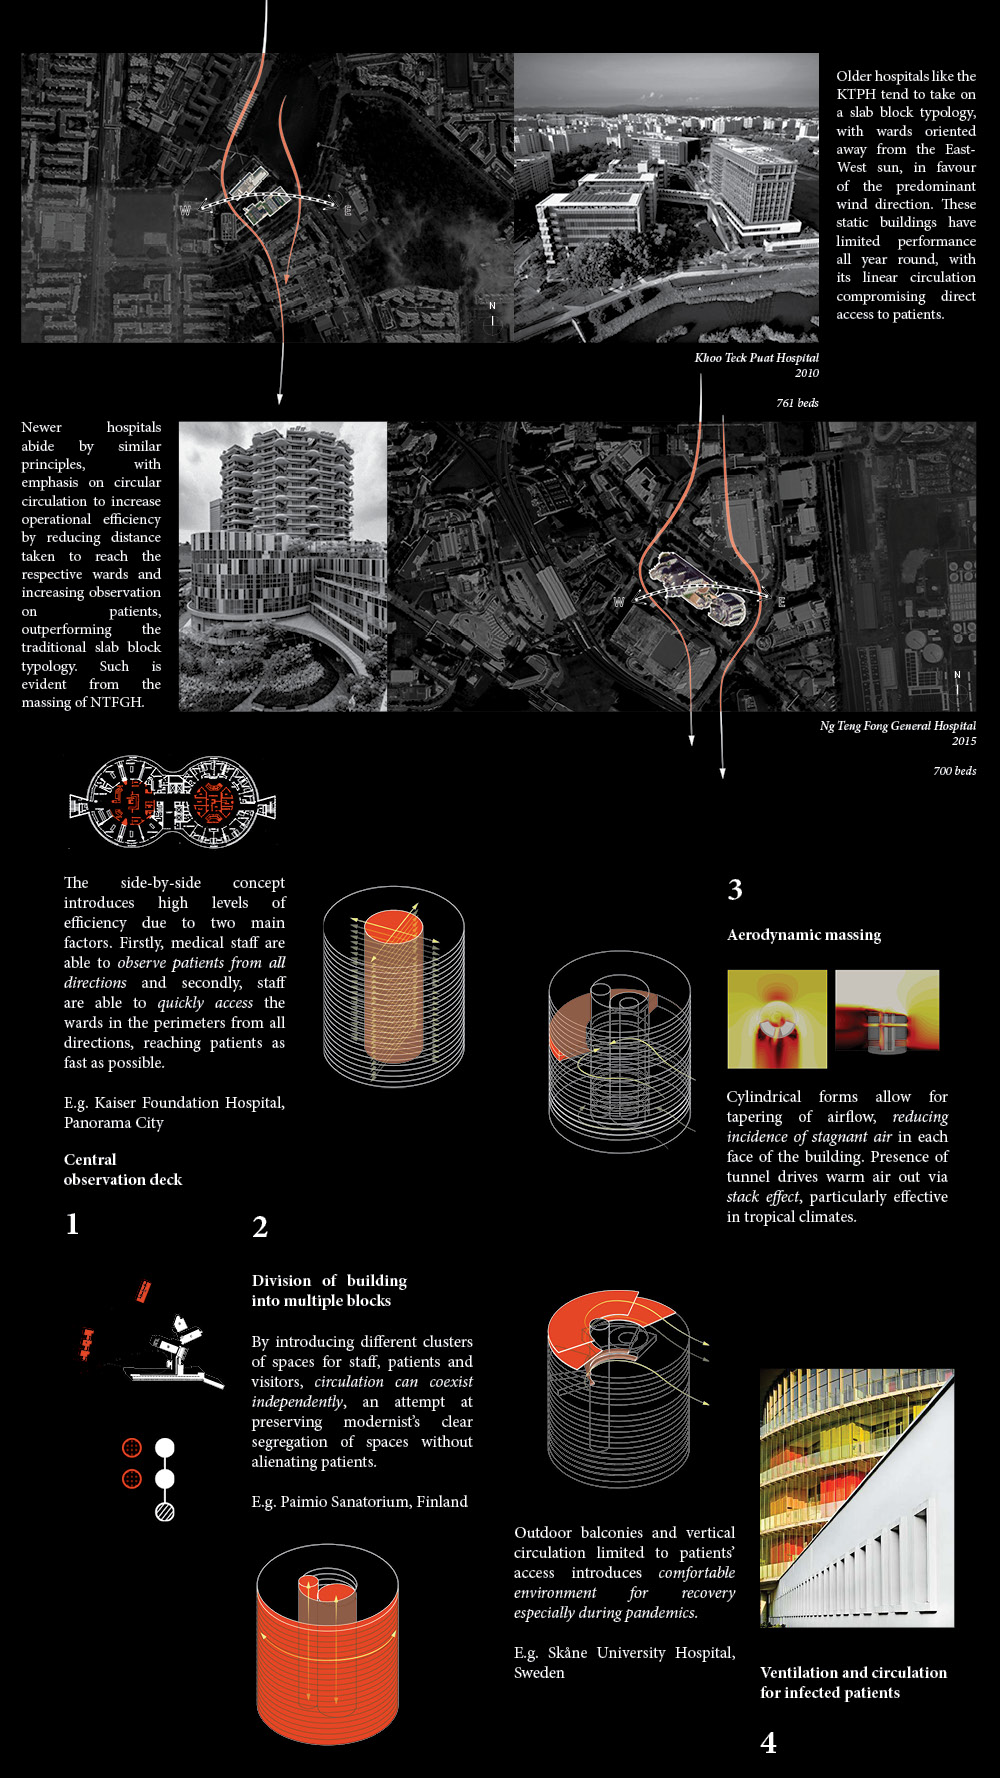 Older hospitals like the
KTPH tend to take on
a slab block typology,
with wards oriented
away from the East-
West sun, in favour
of the predominant
wind direction. These
static buildings have
limited performance
all year round, with
its linear circulation
compromising direct
access to patients.
W
E
N
Khoo Teck Puat Hospital
2010
761 beds
Newer hospitals
abide by similar
principles, with
emphasis on circular
circulation to increase
operational efficiency
by reducing distance
taken to reach the
respective wards and
increasing observation
on patients,
outperforming the
traditional slab block
typology. Such is
evident from the
massing of NTFGH.
W
E
N
Ng Teng Fong General Hospital
2015
700 beds
The side-by-side concept
introduces high levels of
efficiency due to two main
factors. Firstly, medical staff are
able to observe patients from all
directions and secondly, staff
are able to quickly access the
wards in the perimeters from all
directions, reaching patients as
fast as possible.
E.g. Kaiser Foundation Hospital,
Panorama City
Central
observation deck
1
2
Division of building
into multiple blocks
By introducing different clusters
of spaces for staff, patients and
visitors, circulation can coexist
independently, an attempt at
preserving modernist's clear
segregation of spaces without
alienating patients.
E.g. Paimio Sanatorium, Finland
3
Aerodynamic massing
Cylindrical forms allow for
tapering of airflow, reducing
incidence of stagnant air in each
face of the building. Presence of
tunnel drives warm air out via
stack effect, particularly effective
in tropical climates.
Outdoor balconies and vertical
circulation limited to patients'
access introduces comfortable
environment for recovery
especially during pandemics.
E.g. Skåne University Hospital,
Sweden
Ventilation and circulation
for infected patients
4